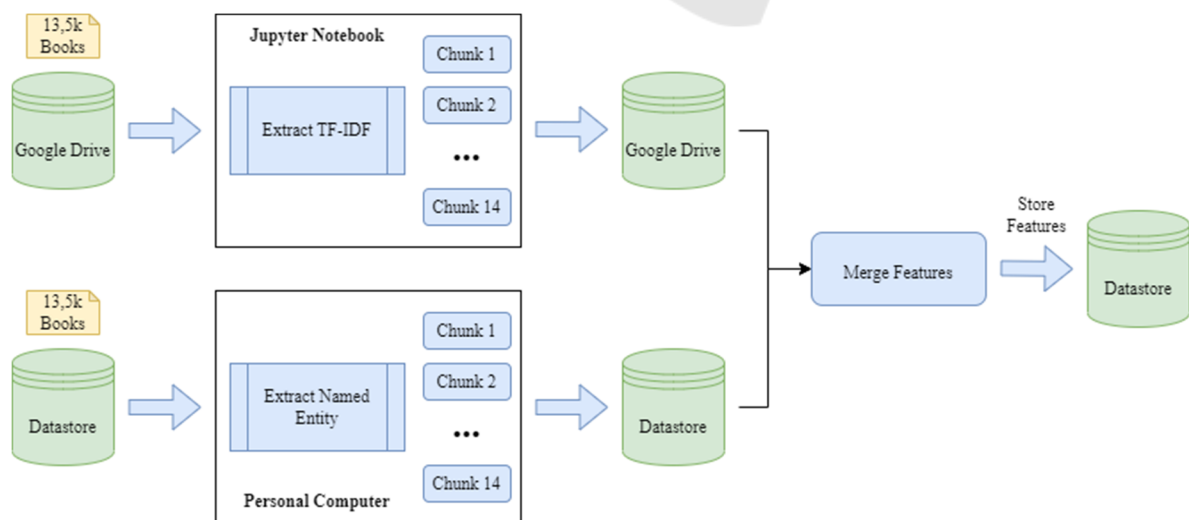 13,5k
Books
Google Drive
Jupyter Notebook
Extract TF-IDF
Chunk 1
Chunk 2
...
Chunk 14
Google Drive
13,5k
Books
Datastore
Extract Named
Entity
Chunk 1
Chunk 2
...
Chunk 14
Personal Computer
Datastore
Merge Features
Store
Features
Datastore